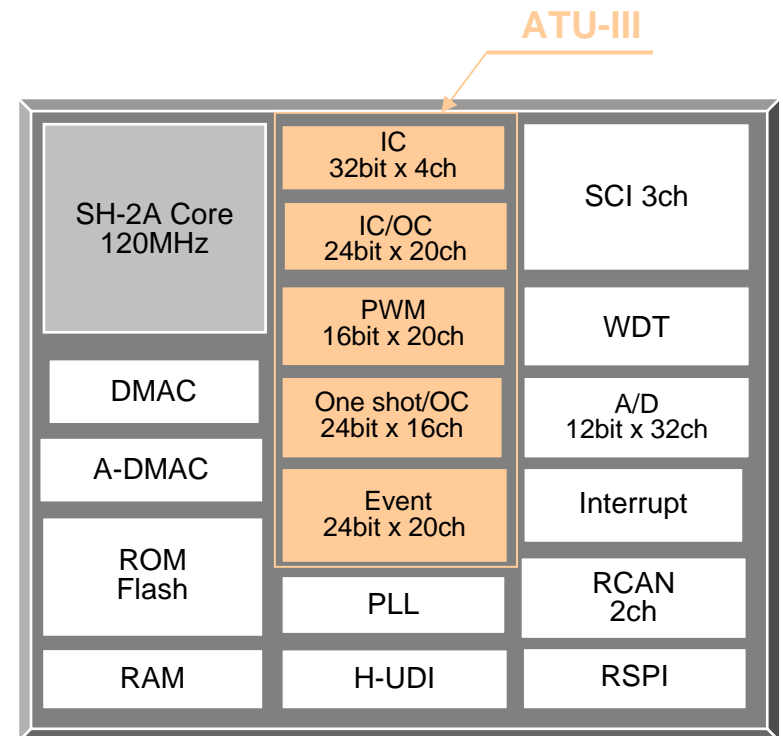 ATU-III
SH-2A Core
120MHz
DMAC
A-DMAC
ROM
Flash
RAM
IC
32bit x 4ch
IC/OC
24bit x 20ch
PWM
16bit x 20ch
One shot/OC
24bit x 16ch
Event
24bit x 20ch
PLL
H-UDI
SCI 3ch
WDT
A/D
12bit x 32ch
Interrupt
RCAN
2ch
RSPI